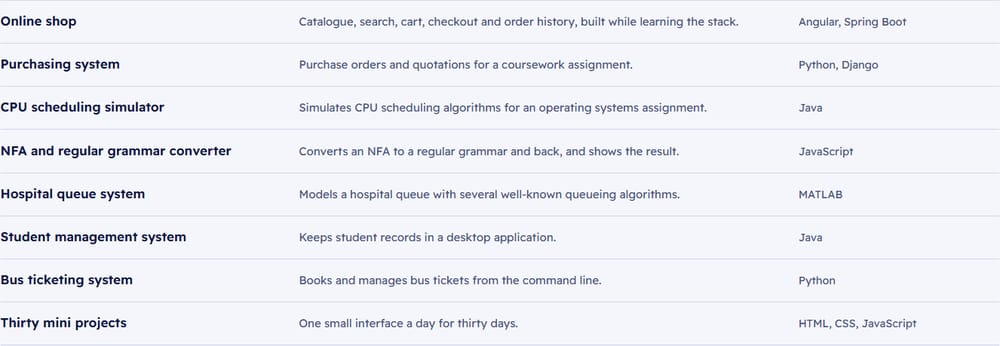 Online shop Catalogue, search, cart, checkout and order history, built while learning the stack. Angular, Spring Boot
Purchasing system Purchase orders and quotations for a coursework assignment. Python, Django
CPU scheduling simulator Simulates CPU scheduling algorithms for an operating systems assignment. Java
NFA and regular grammar converter Converts an NFA to a regular grammar and back, and shows the result. JavaScript
Hospital queue system Models a hospital queue with several well-known queueing algorithms. MATLAB
Student management system Keeps student records in a desktop application. Java
Bus ticketing system Books and manages bus tickets from the command line. Python
Thirty mini projects One small interface a day for thirty days. HTML, CSS, JavaScript